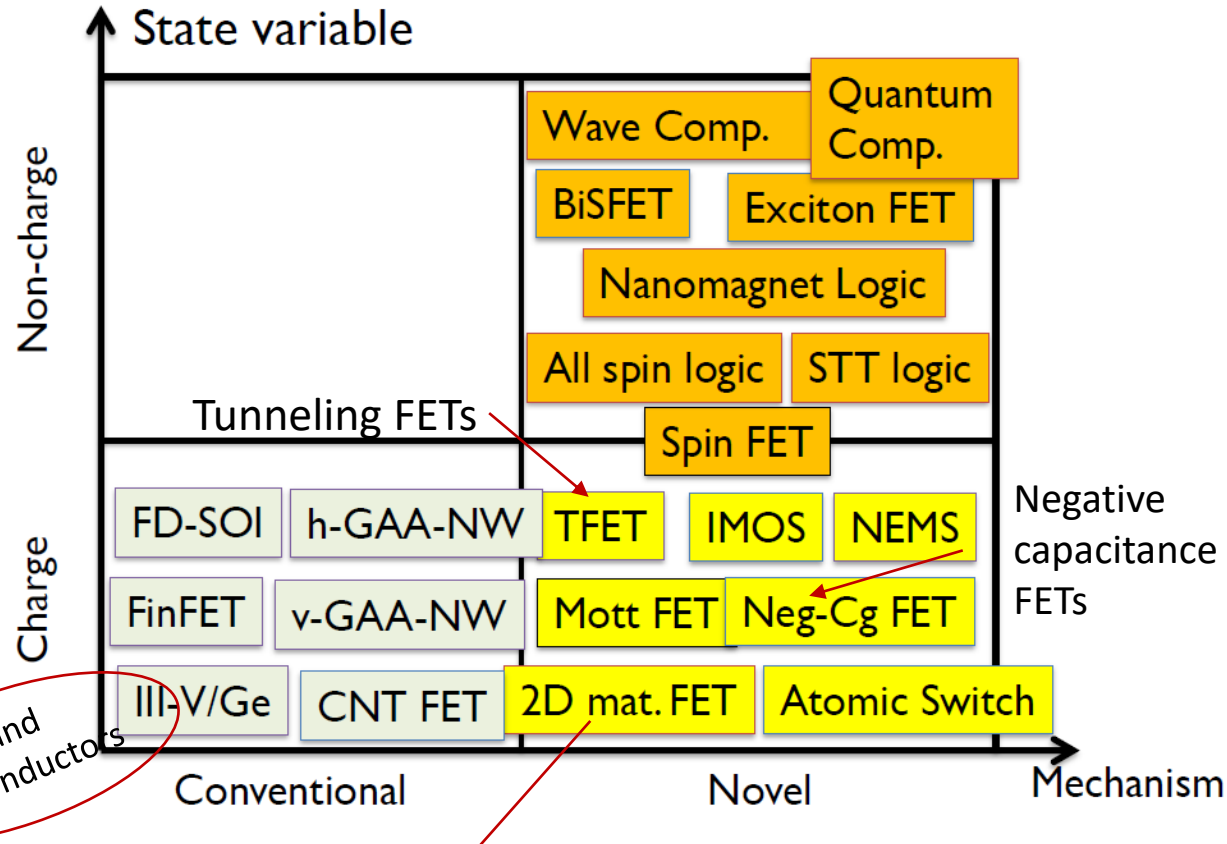 State variable
Non-charge
Wave Comp.
Quantum
Comp.
BiSFET
Exciton FET
Nanomagnet Logic
All spin logic
STT logic
Tunneling FETs
Spin FET
Charge
FD-SOI
h-GAA-NW
TFET
IMOS
NEMS
Negative
capacitance
FETs
FinFET
v-GAA-NW
Mott FET
Neg-Cg FET
III-V/Ge
CNT FET
2D mat. FET
Atomic Switch
Conventional
Novel
Mechanism